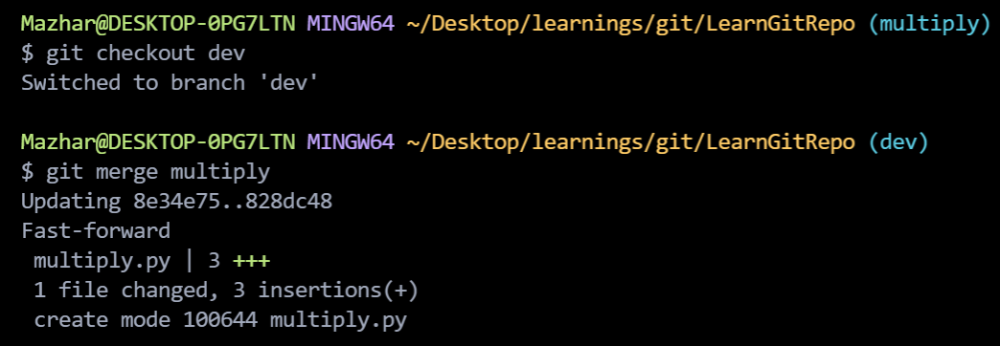 Mazhar@DESKTOP-0PG7LTN MINGW64 ~/Desktop/learnings/git/LearnGitRepo (multiply)
$ git checkout dev
Switched to branch 'dev'
Mazhar@DESKTOP-0PG7LTN MINGW64 ~/Desktop/learnings/git/LearnGitRepo (dev)
$ git merge multiply
Updating 8e34e75..828dc48
Fast-forward
multiply.py | 3 +++
1 file changed, 3 insertions(+)
create mode 100644 multiply.py